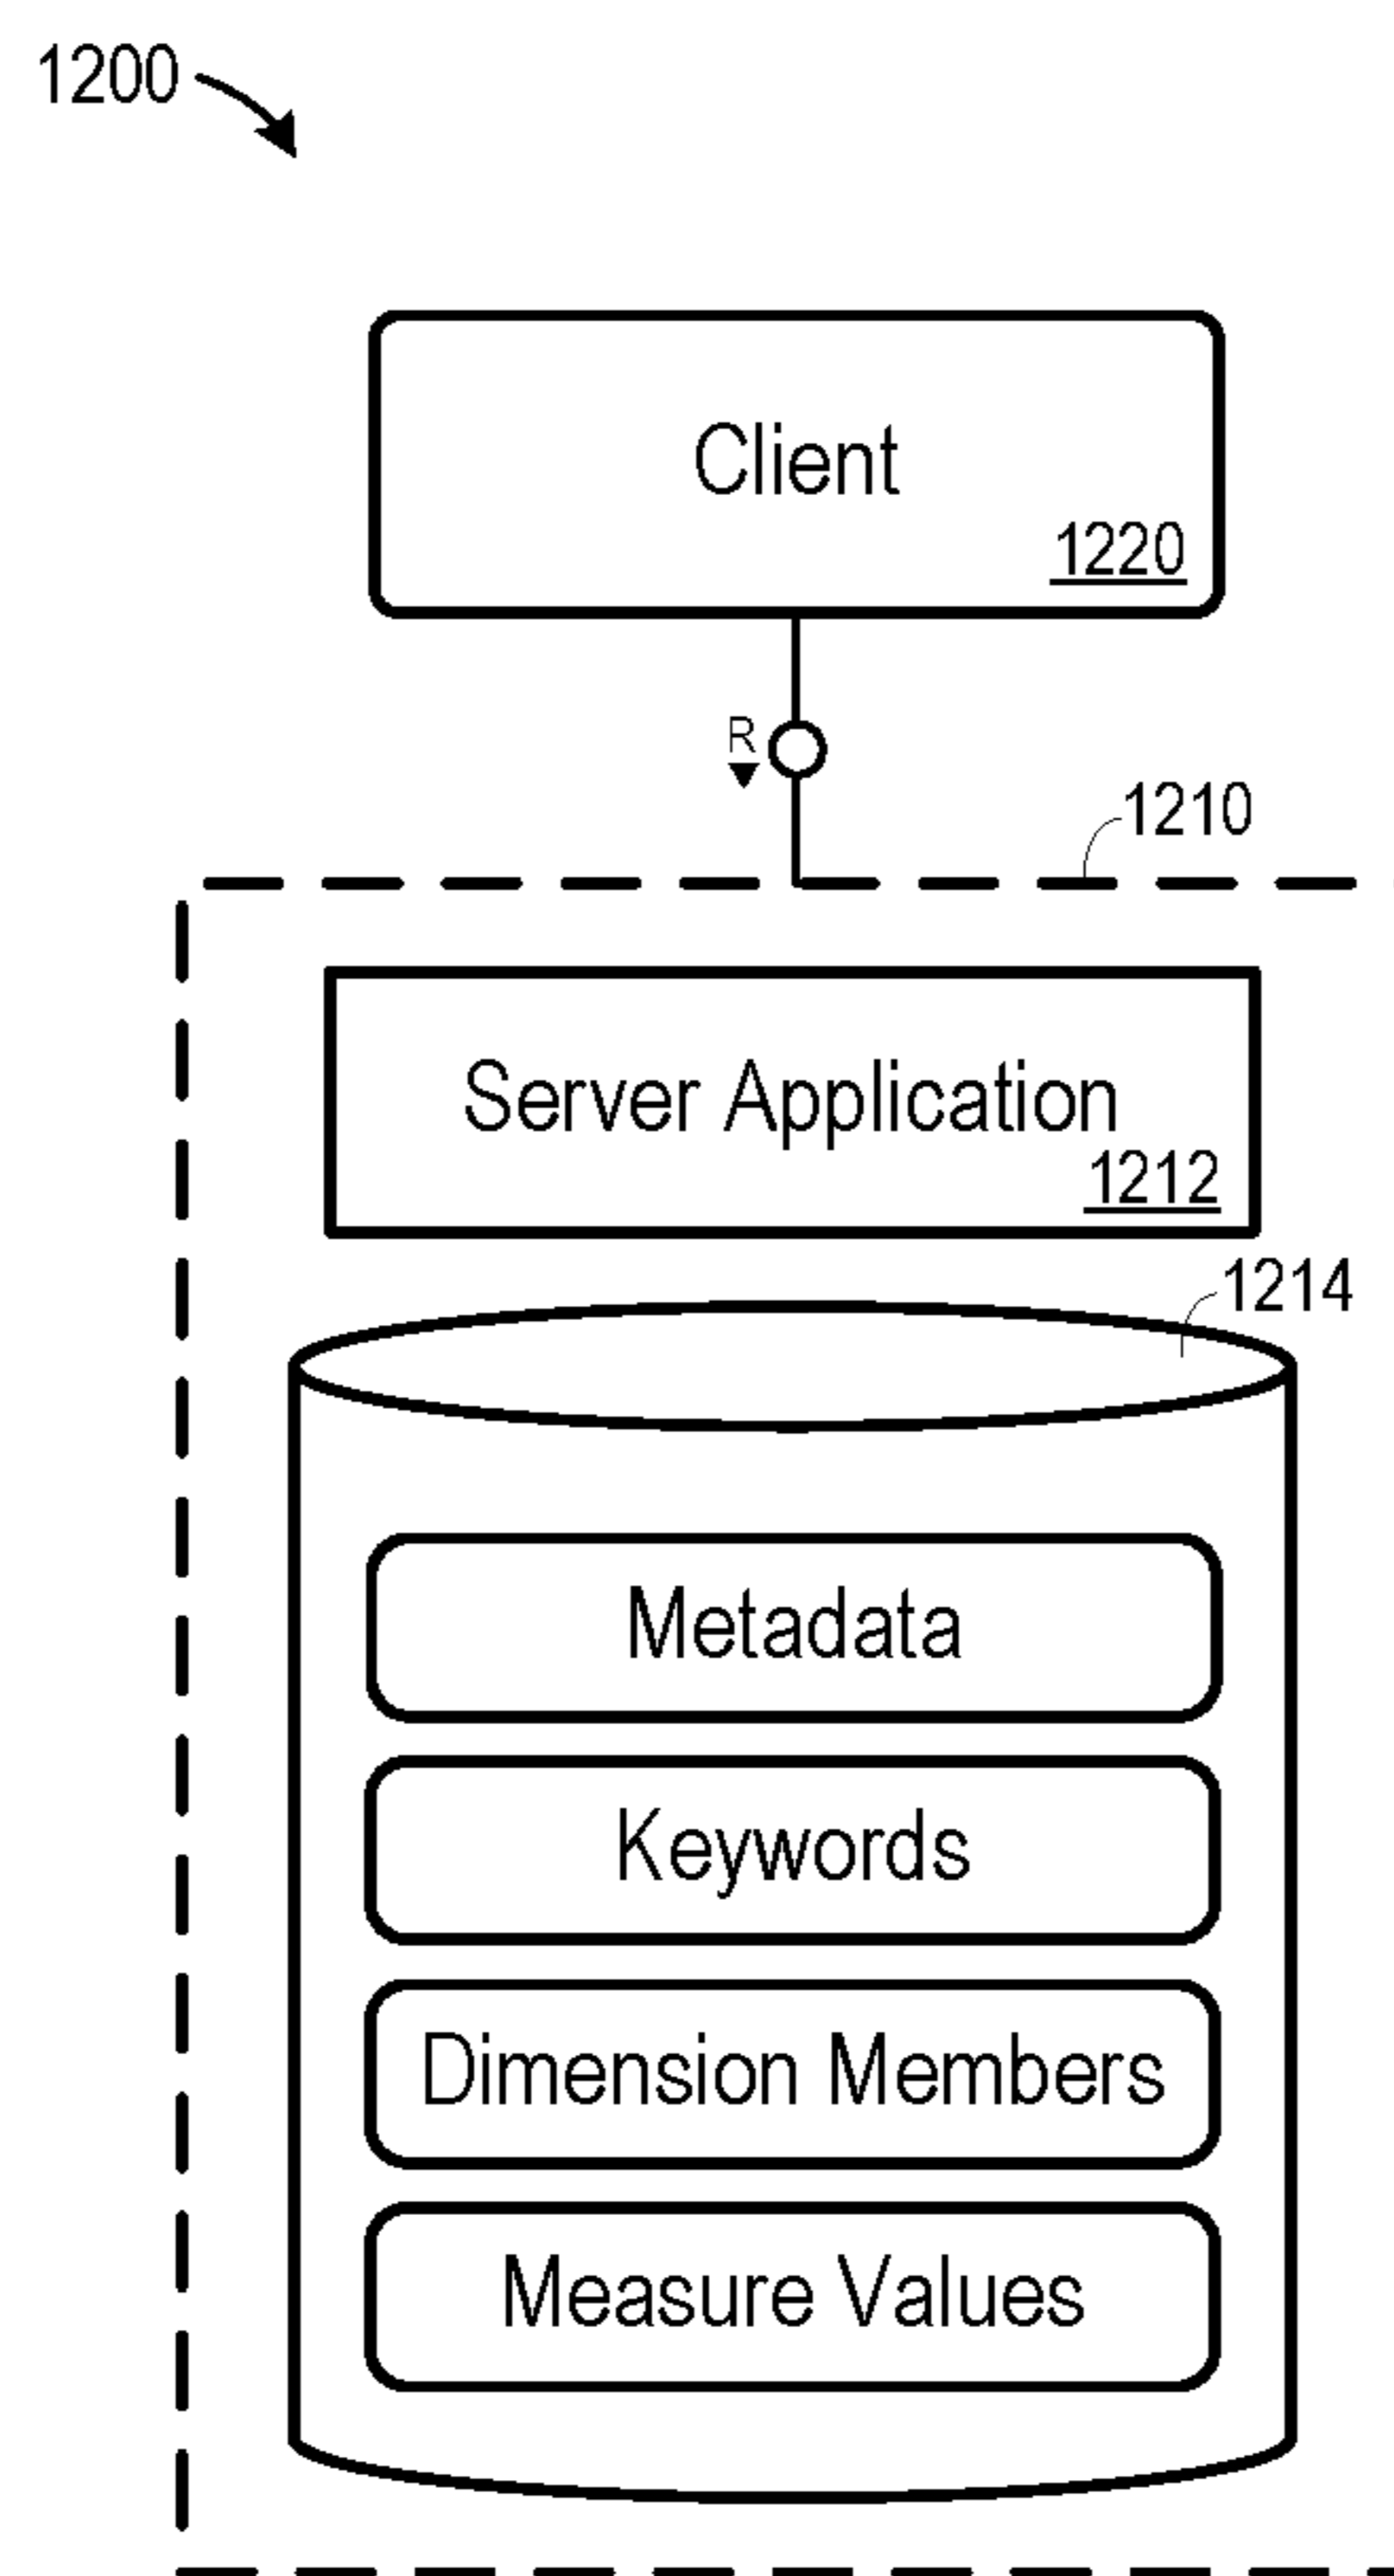 1200
Client
1220
R
1210
Server Application
1212
1214
Metadata
Keywords
Dimension Members
Measure Values